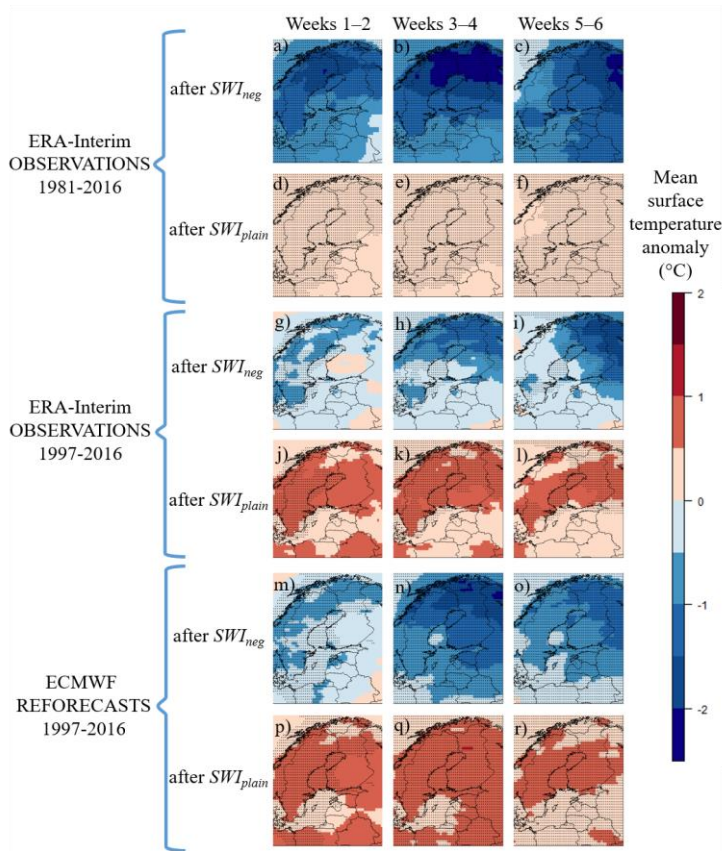 Weeks 1–2 Weeks 3–4 Weeks 5–6
a) b) c)
after SWIneg
ERA-Interim
OBSERVATIONS
1981-2016
d) e) f)
after SWIplain
Mean
surface
temperature
anomaly
(°C)
g) h) i)
after SWIneg
ERA-Interim
OBSERVATIONS
1997-2016
j) k) l)
after SWIplain
m) n) o)
after SWIneg
ECMWF
REFORECASTS
1997-2016
p) q) r)
after SWIplain
2
1
0
-1
-2